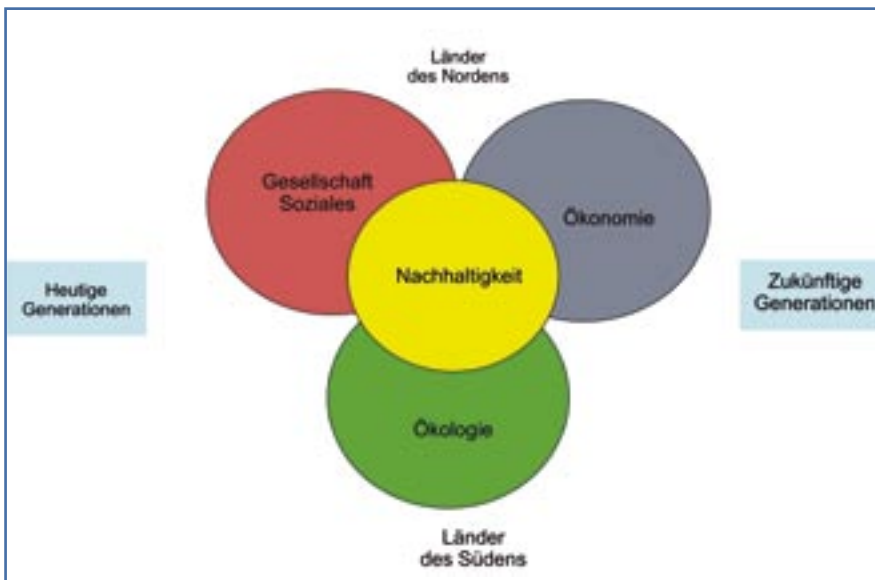 Länder
des Nordens
Gesellschaft
Soziales
Ökonomie
Nachhaltigkeit
Heutige
Generationen
Zukünftige
Generationen
Ökologie
Länder
des Südens